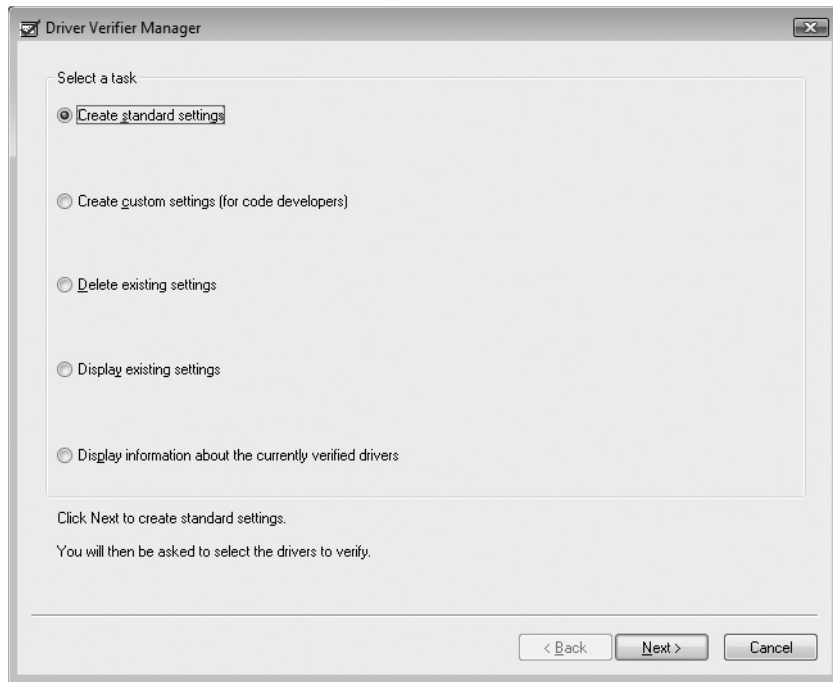 Driver Verifier Manager
Select a task
Create standard settings
Create custom settings (for code developers)
Delete existing settings
Display existing settings
Display information about the currently verified drivers
Click Next to create standard settings.
You will then be asked to select the drivers to verify.
< Back Next > Cancel